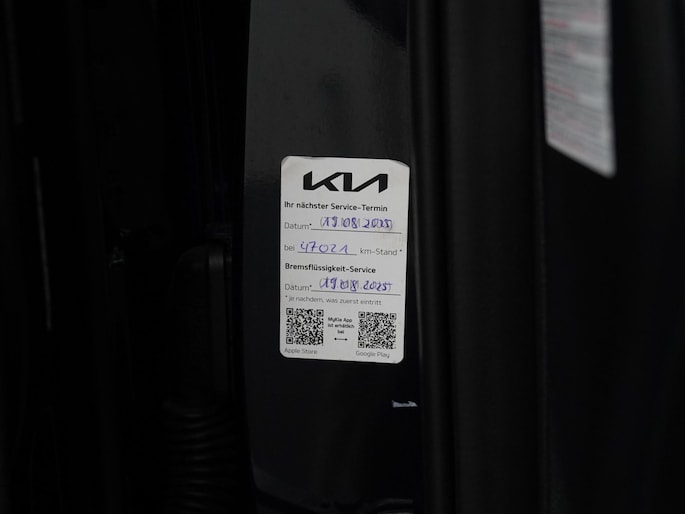 KIA
Ihr nächster Service-Termin
Datum* 19.08.2025
bei 47021 km-Stand *
Bremsflüssigkeit-Service
Datum* 19.08.2025
* je nachdem, was zuerst eintritt
MyKia App
ist erhältlich
bei
Apple Store
Google Play